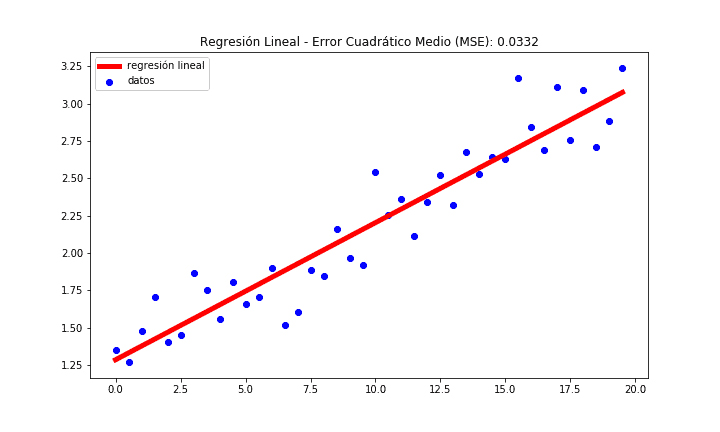 Regresión Lineal - Error Cuadrático Medio (MSE): 0.0332
regresión lineal
datos
3.25
3.00
2.75
2.50
2.25
2.00
1.75
1.50
1.25
0.0 2.5 5.0 7.5 10.0 12.5 15.0 17.5 20.0